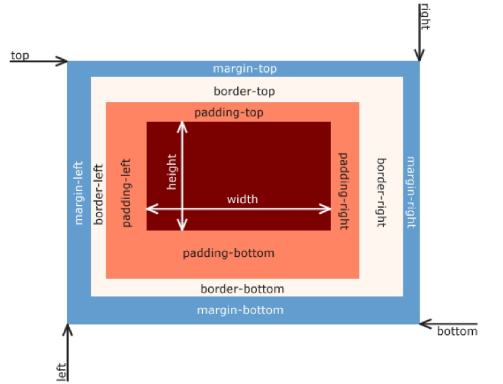 right
top
margin-top
border-top
padding-top
margin-left
border-left
padding-left
height
width
padding-right
border-right
margin-right
padding-bottom
border-bottom
margin-bottom
bottom
left